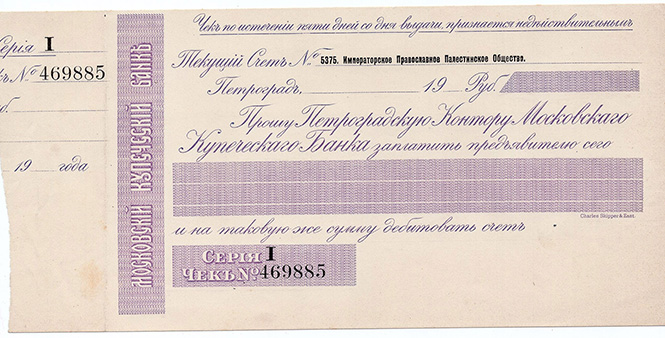 Чекъ по истеченіи пяти дней со дня выдачи, признается недѣйствительнымъ
Серія I
Текущій Счетъ № 5375. Императорское Православное Палестинское Общество.
№ 469885
Петроградъ, 19 Руб.
Прошу Петроградскую Контору Московскаго
Купеческаго Банка заплатить предъявителю сего
19 года
МОСКОВСКІЙ КУПЕЧЕСКІЙ БАНКЪ
Charles Skipper & East.
и на таковую же сумму дебитовать счетъ
Серія I
Чекъ № 469885